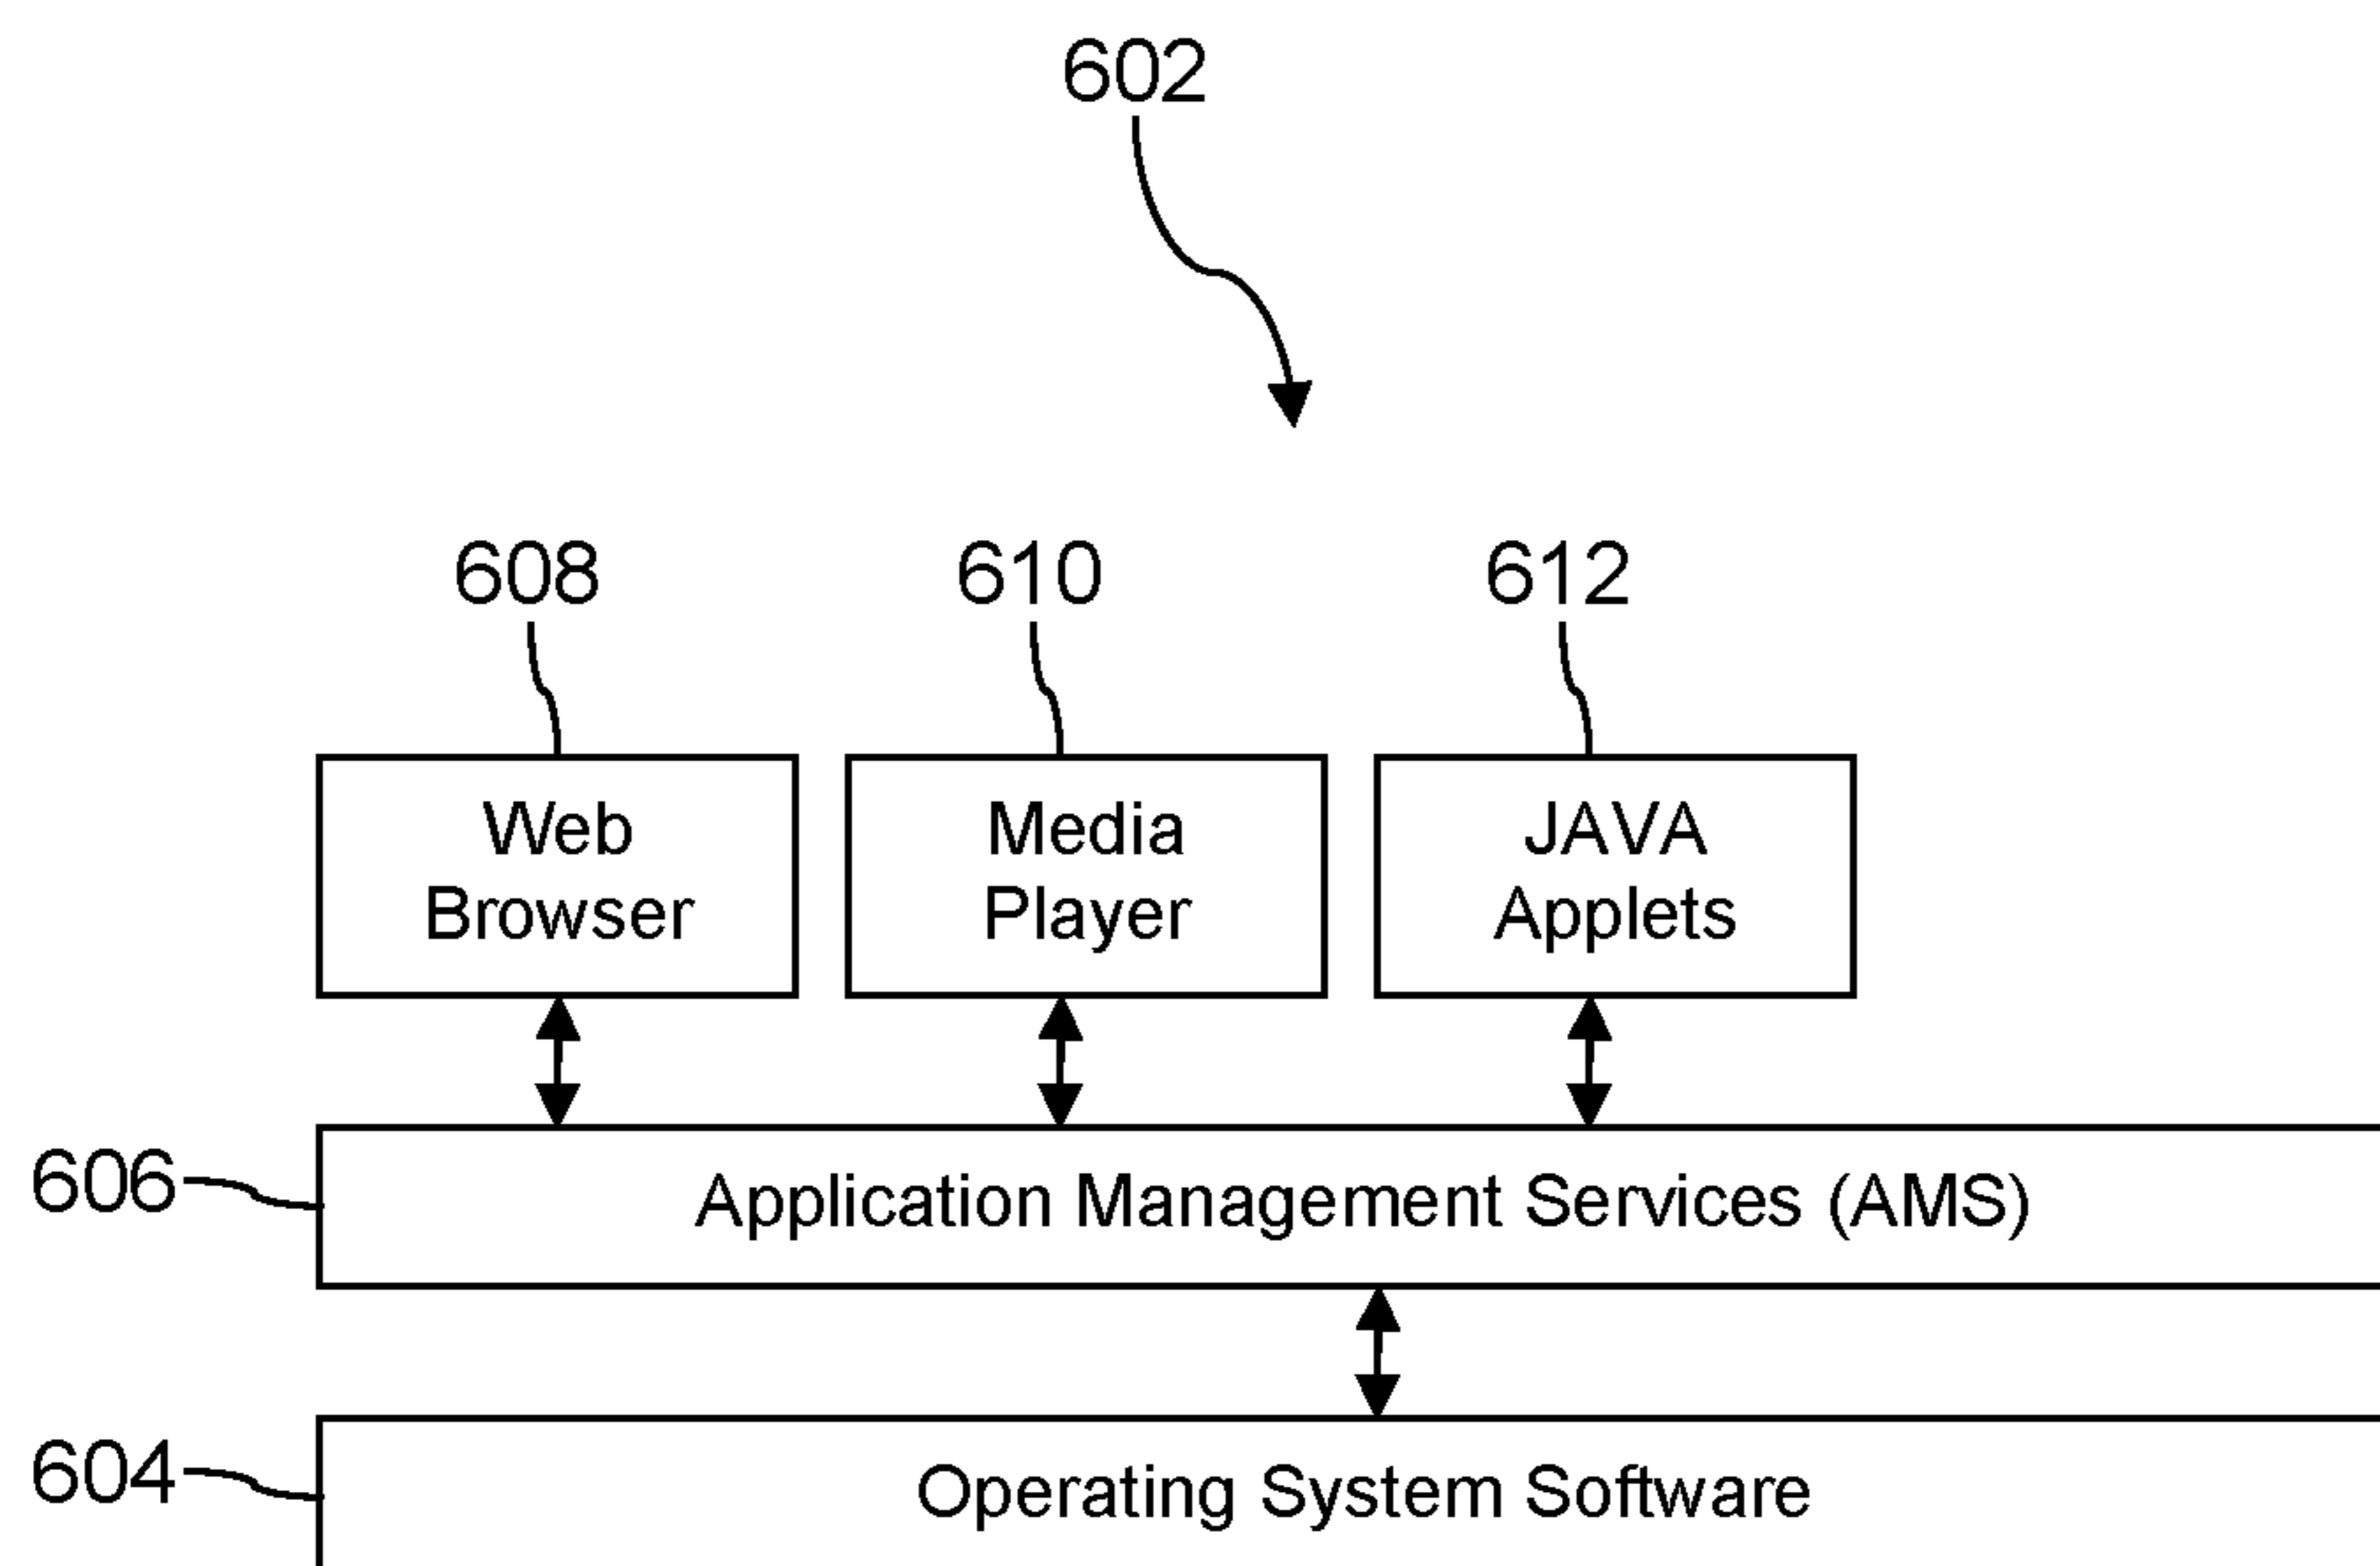 602
608
610
612
Web
Browser
Media
Player
JAVA
Applets
606
Application Management Services (AMS)
604
Operating System Software